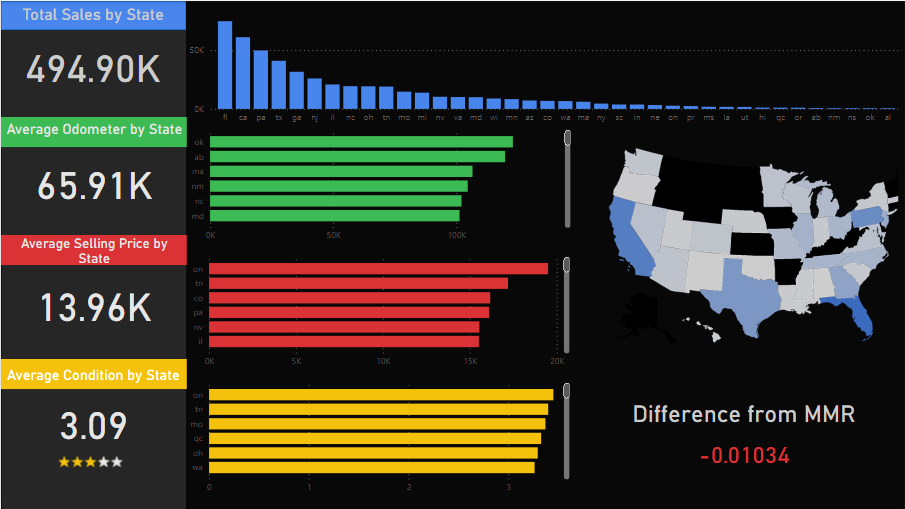 Total Sales by State
494.90K
50K
0K
fl ca pa tx ga nj il nc oh tn mo mi nv va md wi mn az co wa ma ny sc in ne on pr ms la ut hi qc or ab nm ns ok al
Average Odometer by State
65.91K
ok
ab
ma
nm
nc
md
0K 50K 100K
Average Selling Price by
State
13.96K
on
tn
co
pa
nv
il
0K 5K 10K 15K 20K
Average Condition by State
3.09
on
tn
mo
qc
oh
wa
0 1 2 3
Difference from MMR
-0.01034